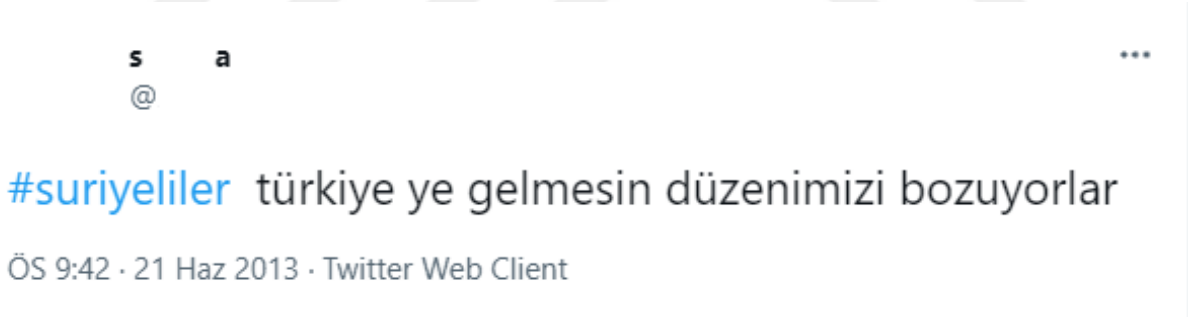 s a
@
#suriyeliler türkiye ye gelmesin düzenimizi bozuyorlar
ÖS 9:42 · 21 Haz 2013 · Twitter Web Client